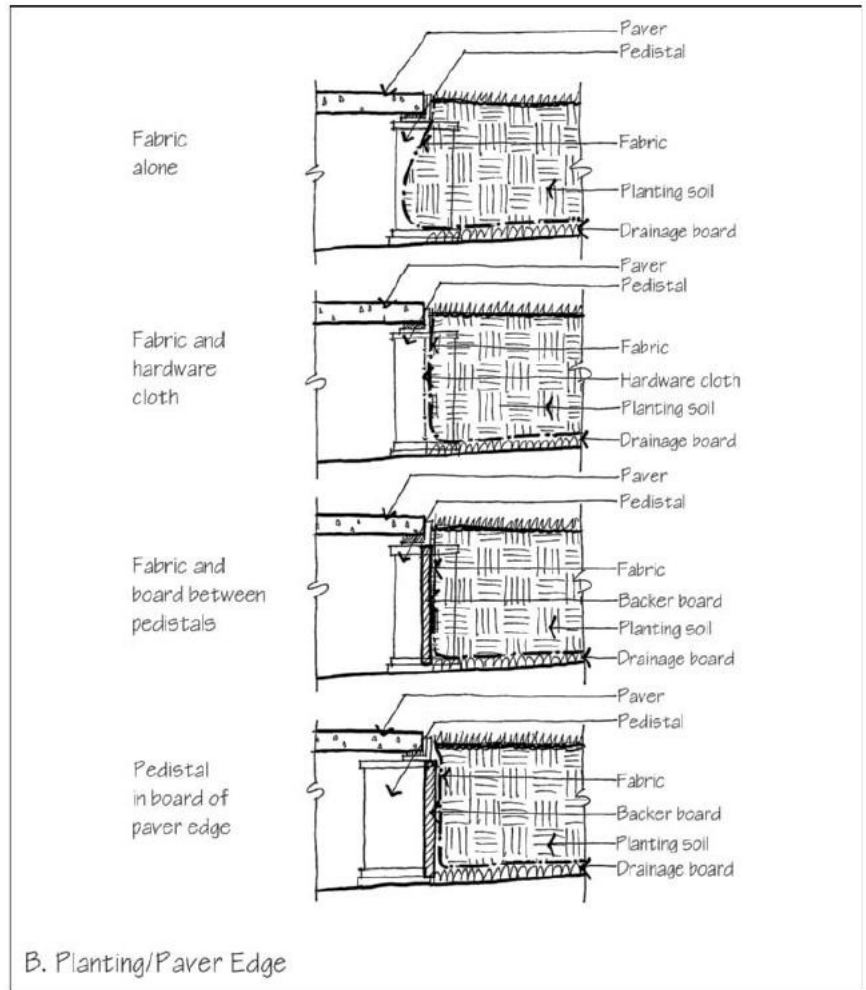 Paver
Pedistal
Fabric
alone
Fabric
Planting soil
Drainage board
Paver
Pedistal
Fabric and
hardware
cloth
Fabric
Hardware cloth
Planting soil
Drainage board
Paver
Pedistal
Fabric and
board between
pedistals
Fabric
Backer board
Planting soil
Drainage board
Paver
Pedistal
Pedistal
in board of
paver edge
Fabric
Backer board
Planting soil
Drainage board
B. Planting/Paver Edge